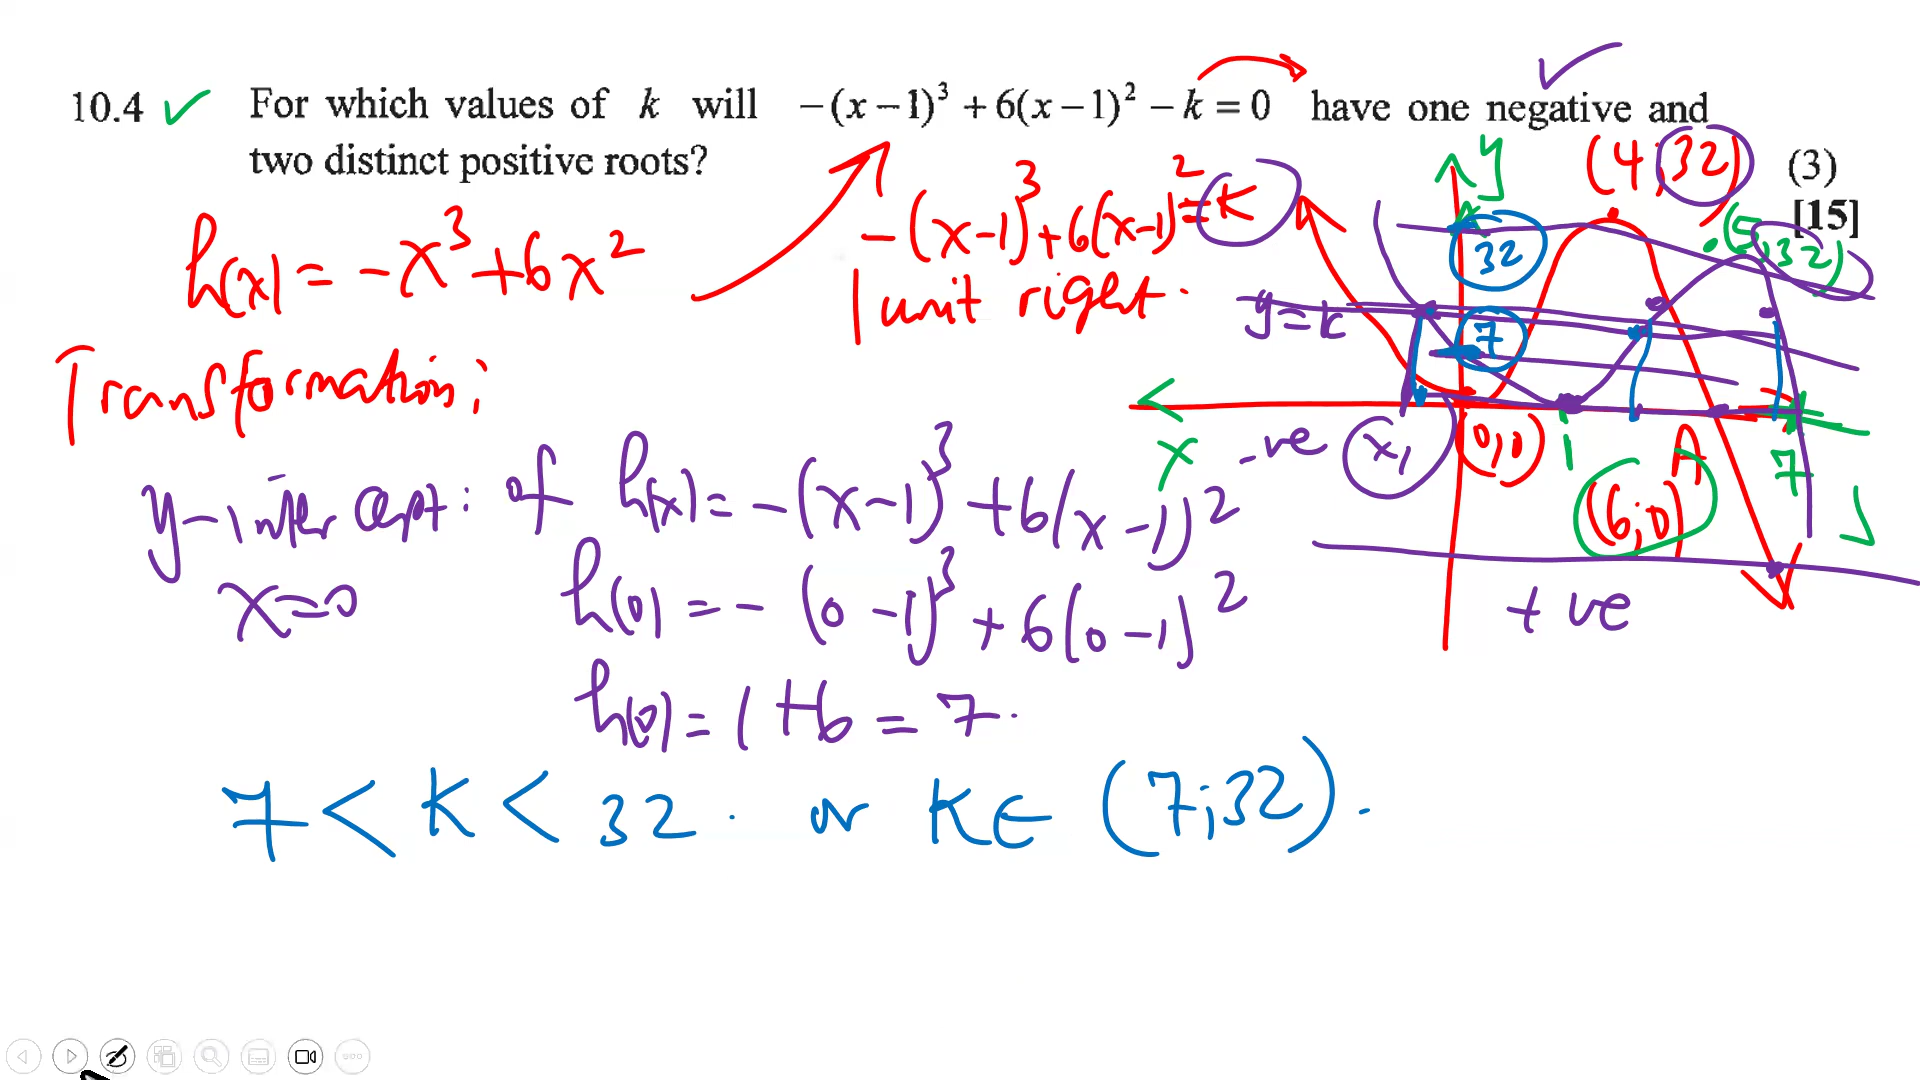 10.4 ✓ For which values of k will −(x−1)³ + 6(x−1)² − k = 0 have one negative and
two distinct positive roots?
(3)
[15]
h(x) = −x³+6x²
−(x−1)³+6(x−1)² = k
1 unit right.
Transformation:
y-intercept: of h(x) = −(x−1)³ +6(x−1)²
x=0
h(0) = −(0−1)³ + 6(0−1)²
h(0) = 1+6 = 7.
7 < k < 32. or k∈ (7;32).
y
(4;32)
(5;32)
32
y=k
7
x
-ve
x₁
(0,0)
1
A
(6;0)
7
+ve